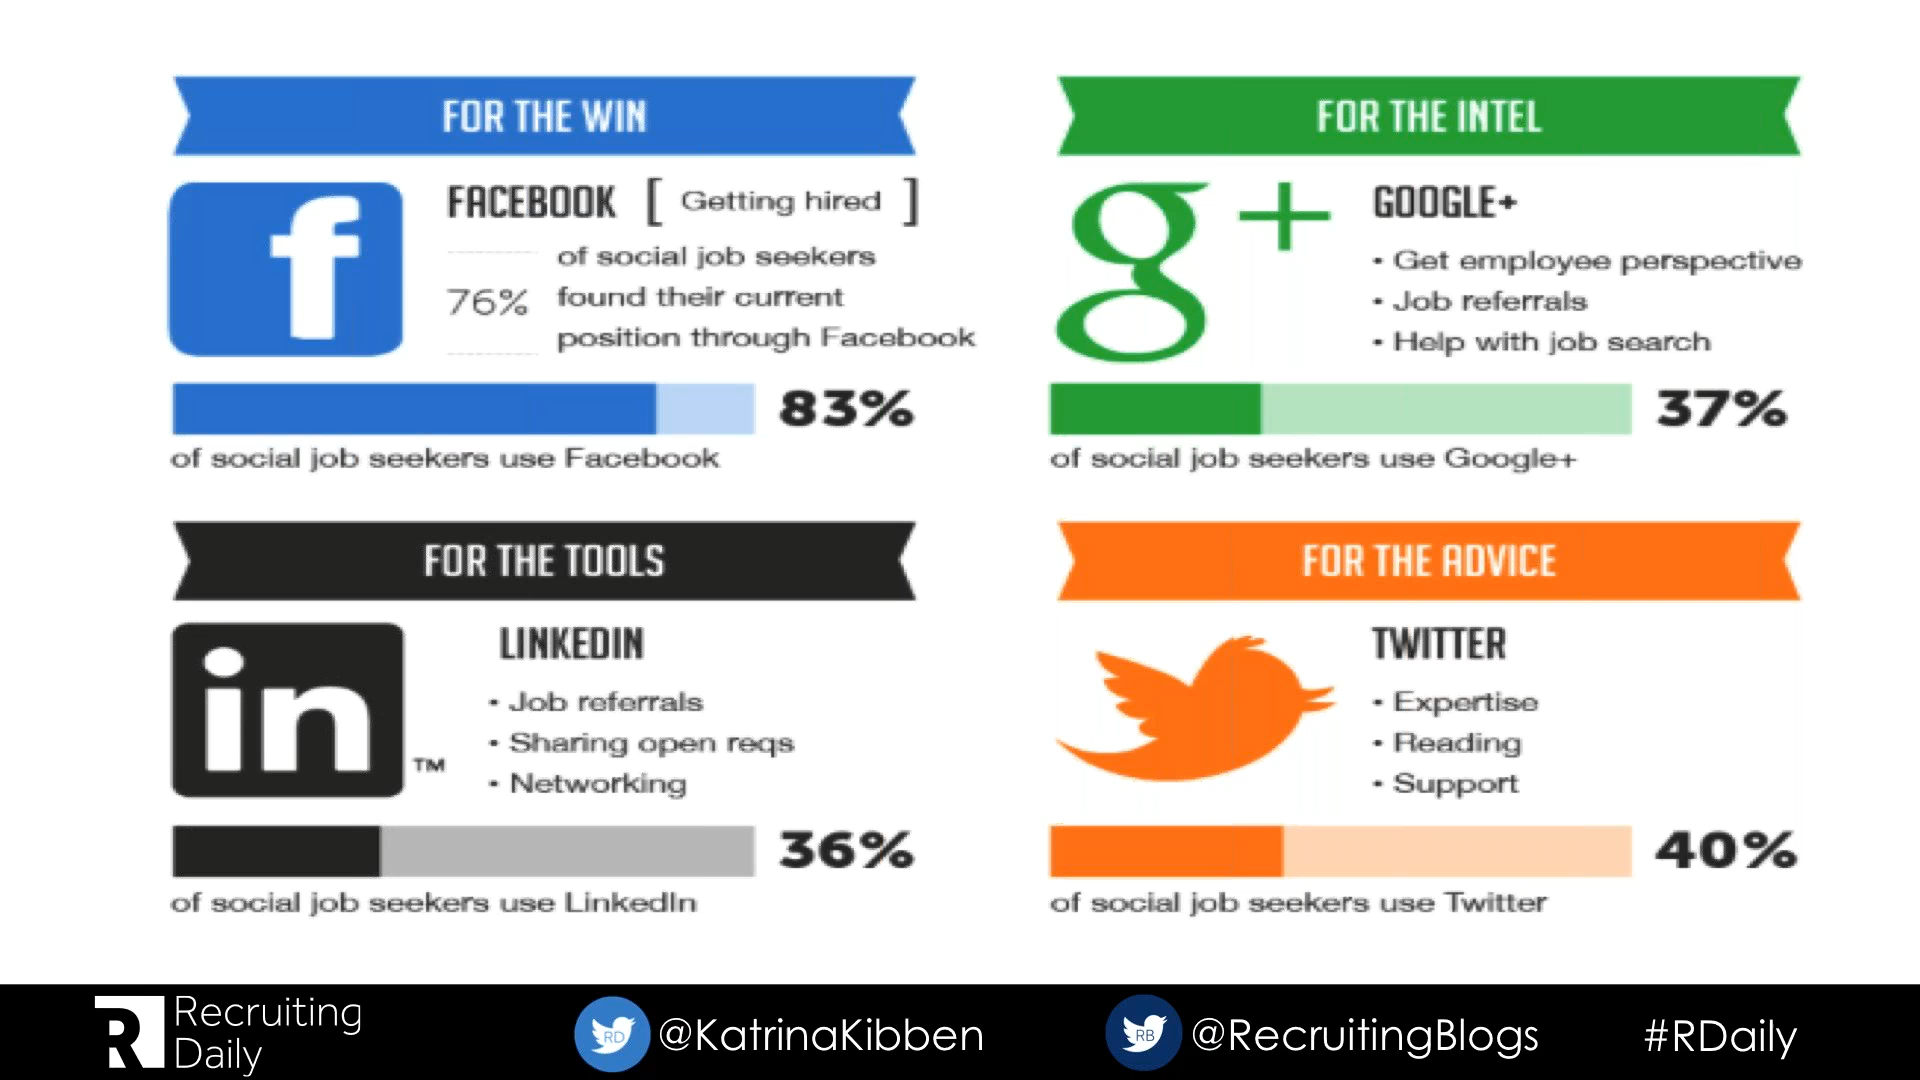 FOR THE WIN
FACEBOOK [ Getting hired ]
76% of social job seekers
found their current
position through Facebook
83%
of social job seekers use Facebook
FOR THE INTEL
g+
GOOGLE+
• Get employee perspective
• Job referrals
• Help with job search
37%
of social job seekers use Google+
FOR THE TOOLS
in TM
LINKEDIN
• Job referrals
• Sharing open reqs
• Networking
36%
of social job seekers use LinkedIn
FOR THE ADVICE
TWITTER
• Expertise
• Reading
• Support
40%
of social job seekers use Twitter
R Recruiting
Daily
RD @KatrinaKibben
RB @RecruitingBlogs
#RDaily